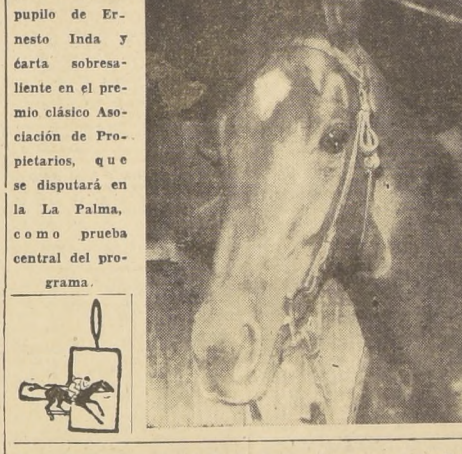 pupilo de Er-
nesto Inda y
carta sobresa-
liente en el pre-
mio clásico Aso-
ciación de Pro-
pietarios, que
se disputará en
la La Palma,
como prueba
central del pro-
grama.